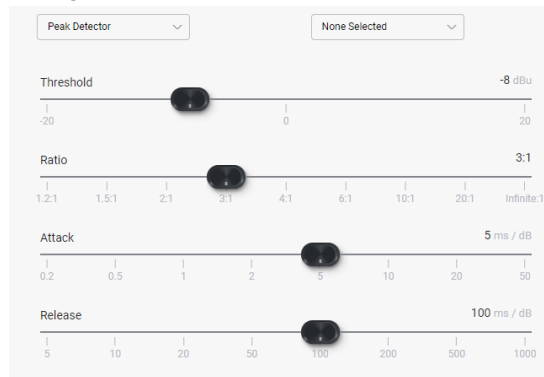 Peak Detector None Selected
Threshold -8 dBu
-20 0 20
Ratio 3:1
1.2:1 1.5:1 2:1 3:1 4:1 6:1 10:1 20:1 Infinite:1
Attack 5 ms / dB
0.2 0.5 1 2 5 10 20 50
Release 100 ms / dB
5 10 20 50 100 200 500 1000